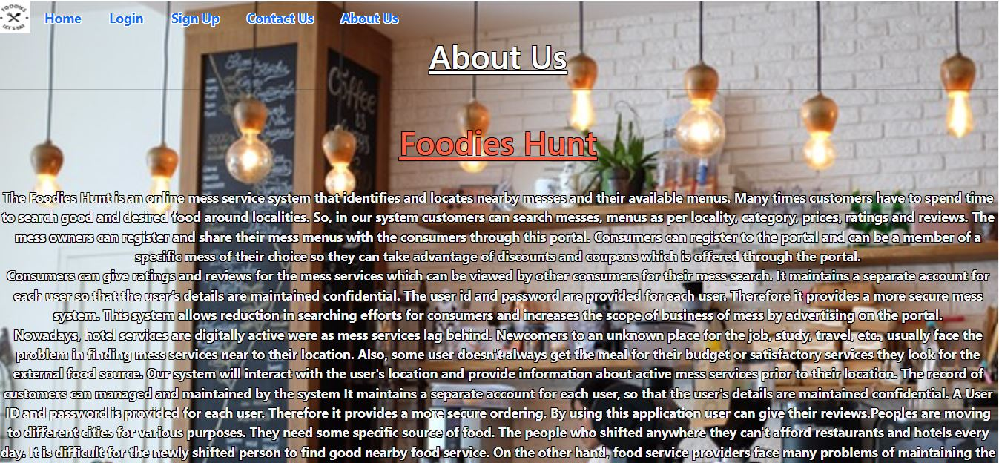 FOODIES
LET'S EAT
Home Login Sign Up Contact Us About Us
About Us
Coffee
Foodies Hunt
The Foodies Hunt is an online mess service system that identifies and locates nearby messes and their available menus. Many times customers have to spend time
to search good and desired food around localities. So, in our system customers can search messes, menus as per locality, category, prices, ratings and reviews. The
mess owners can register and share their mess menus with the consumers through this portal. Consumers can register to the portal and can be a member of a
specific mess of their choice so they can take advantage of discounts and coupons which is offered through the portal.
Consumers can give ratings and reviews for the mess services which can be viewed by other consumers for their mess search. It maintains a separate account for
each user so that the user's details are maintained confidential. The user id and password are provided for each user. Therefore it provides a more secure mess
system. This system allows reduction in searching efforts for consumers and increases the scope of business of mess by advertising on the portal.
Nowadays, hotel services are digitally active were as mess services lag behind. Newcomers to an unknown place for the job, study, travel, etc., usually face the
problem in finding mess services near to their location. Also, some user doesn't always get the meal for their budget or satisfactory services they look for the
external food source. Our system will interact with the user's location and provide information about active mess services prior to their location. The record of
customers can managed and maintained by the system It maintains a separate account for each user, so that the user's details are maintained confidential. A User
ID and password is provided for each user. Therefore it provides a more secure ordering. By using this application user can give their reviews.Peoples are moving
to different cities for various purposes. They need some specific source of food. The people who shifted anywhere they can't afford restaurants and hotels every
day. It is difficult for the newly shifted person to find good nearby food service. On the other hand, food service providers face many problems of maintaining the